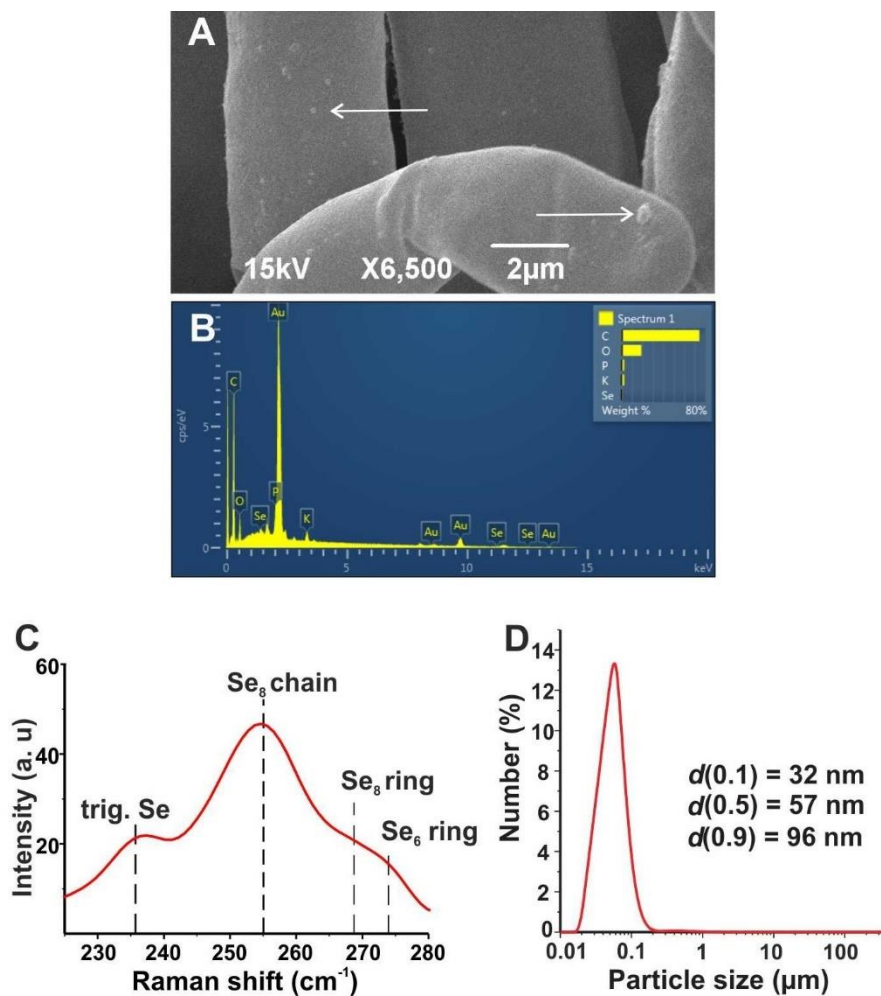 A
15kV X6,500 2µm
B
Au
C
O
Se
P
K
Au
Au
Se
Se
Au
cps/eV
5
0
0
5
10
15
keV
Spectrum 1
C
O
P
K
Se
Weight % 80%
C
60
40
20
Intensity (a. u)
trig. Se
Se₈ chain
Se₈ ring
Se₆ ring
230 240 250 260 270 280
Raman shift (cm⁻¹)
D
14
12
10
8
6
4
2
0
Number (%)
d(0.1) = 32 nm
d(0.5) = 57 nm
d(0.9) = 96 nm
0.01 0.1 1 10 100
Particle size (µm)